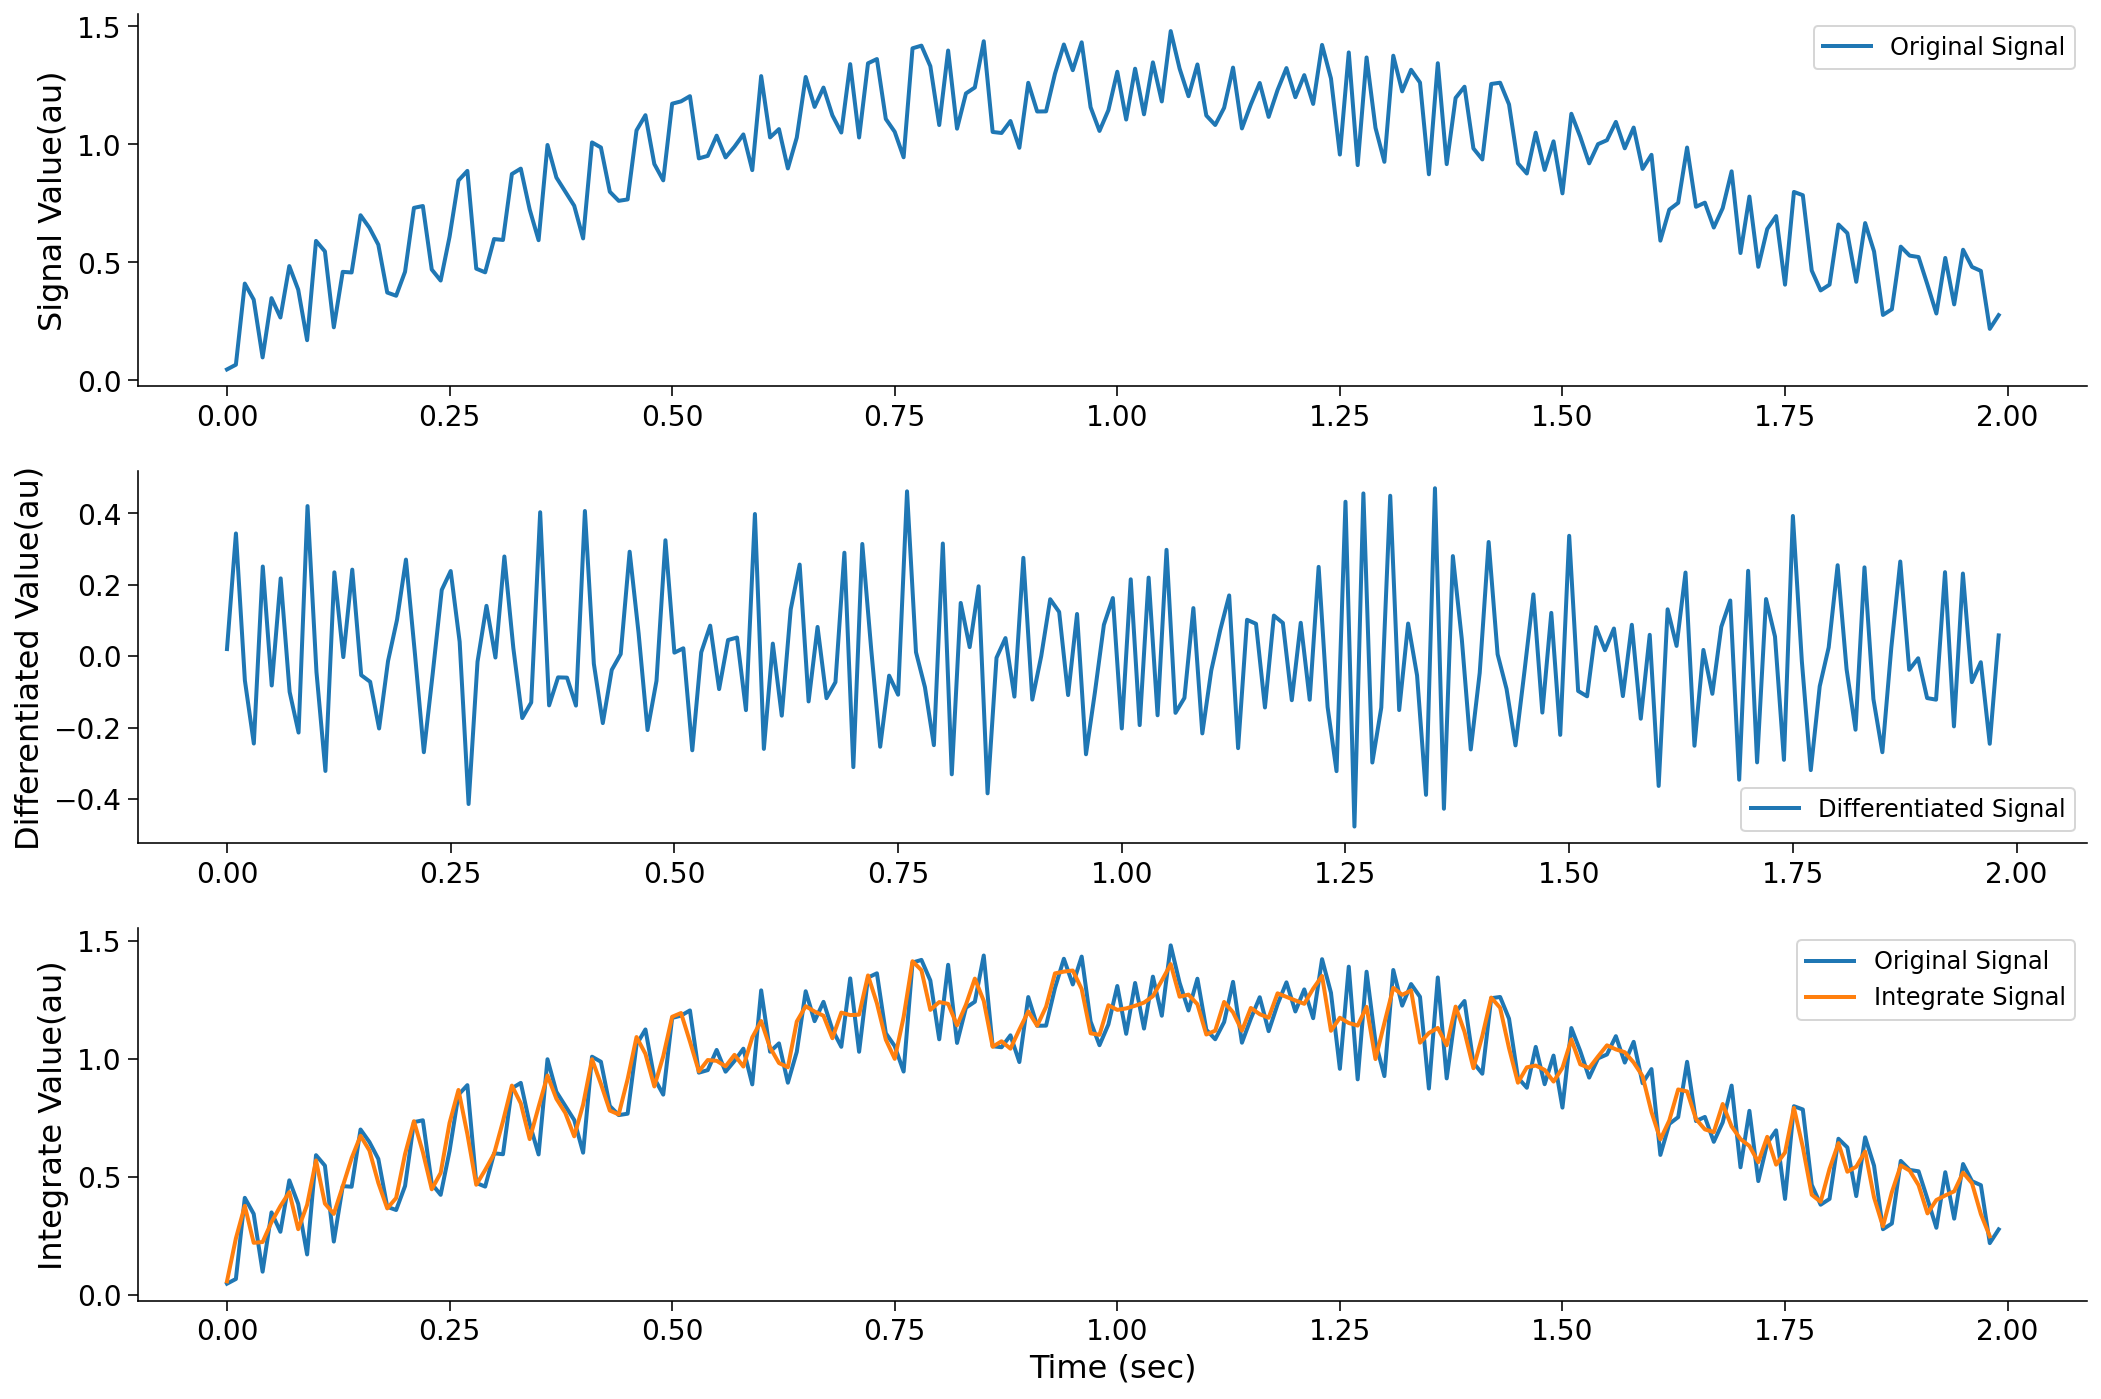 Signal Value(au)
1.5
1.0
0.5
0.0
Original Signal
0.00 0.25 0.50 0.75 1.00 1.25 1.50 1.75 2.00
Differentiated Value(au)
0.4
0.2
0.0
−0.2
−0.4
Differentiated Signal
0.00 0.25 0.50 0.75 1.00 1.25 1.50 1.75 2.00
Integrate Value(au)
1.5
1.0
0.5
0.0
Original Signal
Integrate Signal
0.00 0.25 0.50 0.75 1.00 1.25 1.50 1.75 2.00
Time (sec)